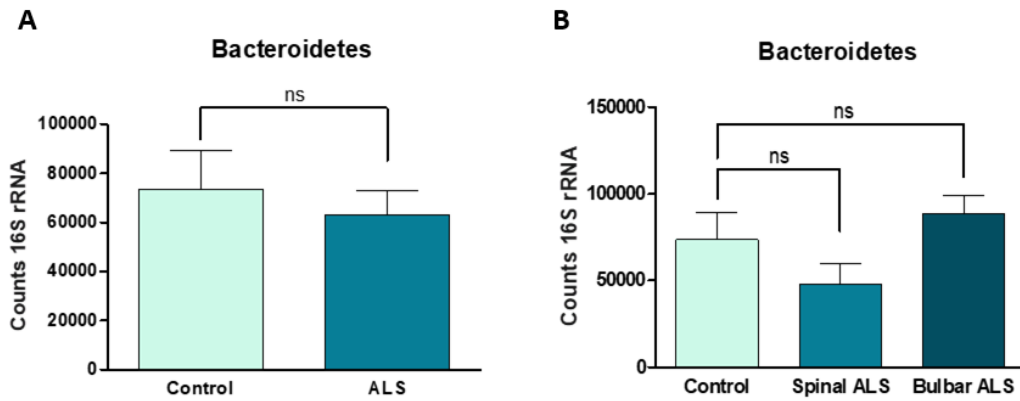 A
Bacteroidetes
ns
100000
80000
60000
40000
20000
0
Counts 16S rRNA
Control
ALS
B
Bacteroidetes
ns
ns
150000
100000
50000
0
Counts 16S rRNA
Control
Spinal ALS
Bulbar ALS